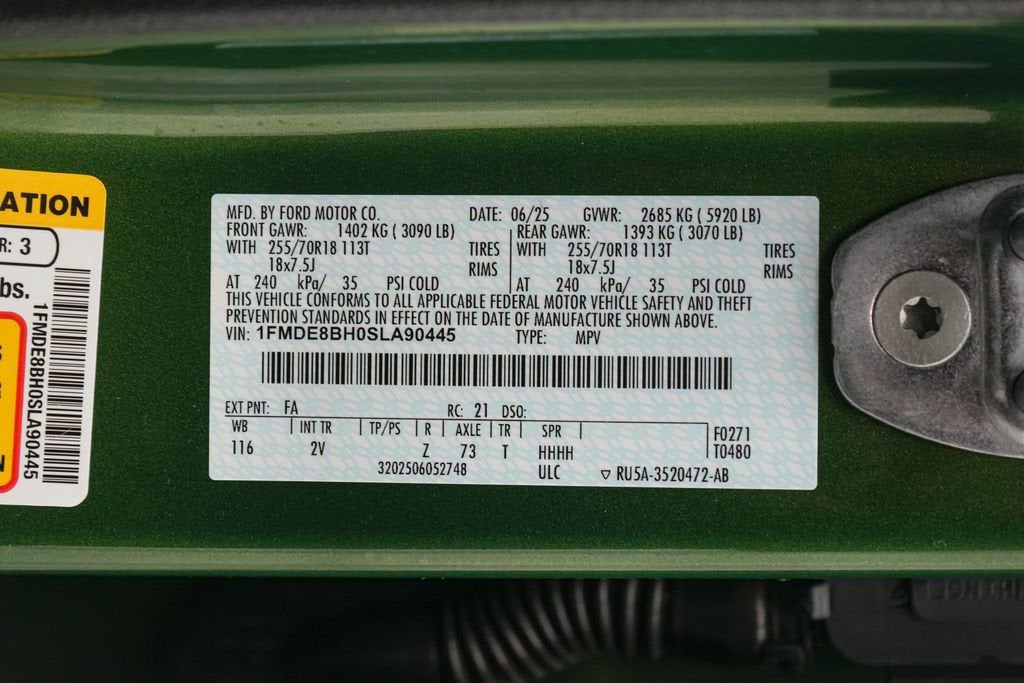 ATION
R: 3
bs.
1FMDE8BH0SLA90445
MFD. BY FORD MOTOR CO. DATE: 06/25 GVWR: 2685 KG ( 5920 LB)
FRONT GAWR: 1402 KG ( 3090 LB) REAR GAWR: 1393 KG ( 3070 LB)
WITH 255/70R18 113T TIRES WITH 255/70R18 113T TIRES
18x7.5J RIMS 18x7.5J RIMS
AT 240 kPa/ 35 PSI COLD AT 240 kPa/ 35 PSI COLD
THIS VEHICLE CONFORMS TO ALL APPLICABLE FEDERAL MOTOR VEHICLE SAFETY AND THEFT
PREVENTION STANDARDS IN EFFECT ON THE DATE OF MANUFACTURE SHOWN ABOVE.
VIN: 1FMDE8BH0SLA90445 TYPE: MPV
EXT PNT: FA RC: 21 DSO:
WB INT TR TP/PS R AXLE TR SPR F0271
116 2V Z 73 T HHHH T0480
3202506052748 ULC ▽ RU5A-3520472-AB